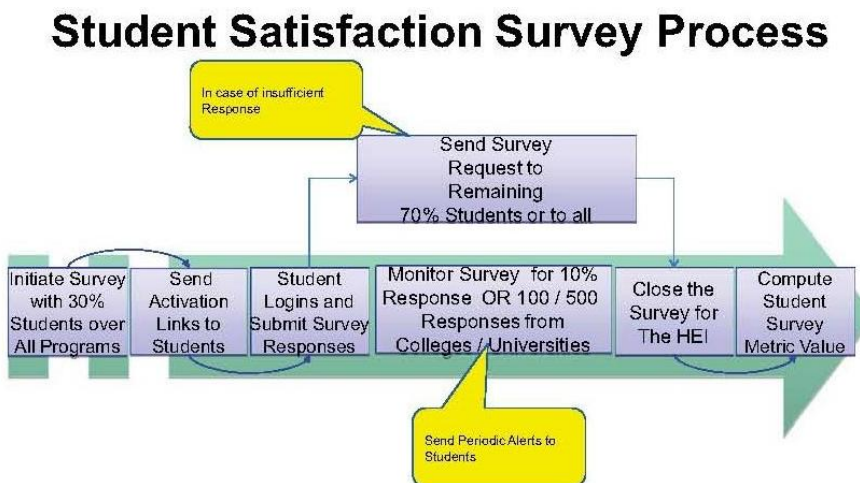 Student Satisfaction Survey Process
In case of insufficient
Response
Send Survey
Request to
Remaining
70% Students or to all
Initiate Survey
with 30%
Students over
All Programs
Send
Activation
Links to
Students
Student
Logins and
Submit Survey
Responses
Monitor Survey for 10%
Response OR 100 / 500
Responses from
Colleges / Universities
Close the
Survey for
The HEI
Compute
Student
Survey
Metric Value
Send Periodic Alerts to
Students